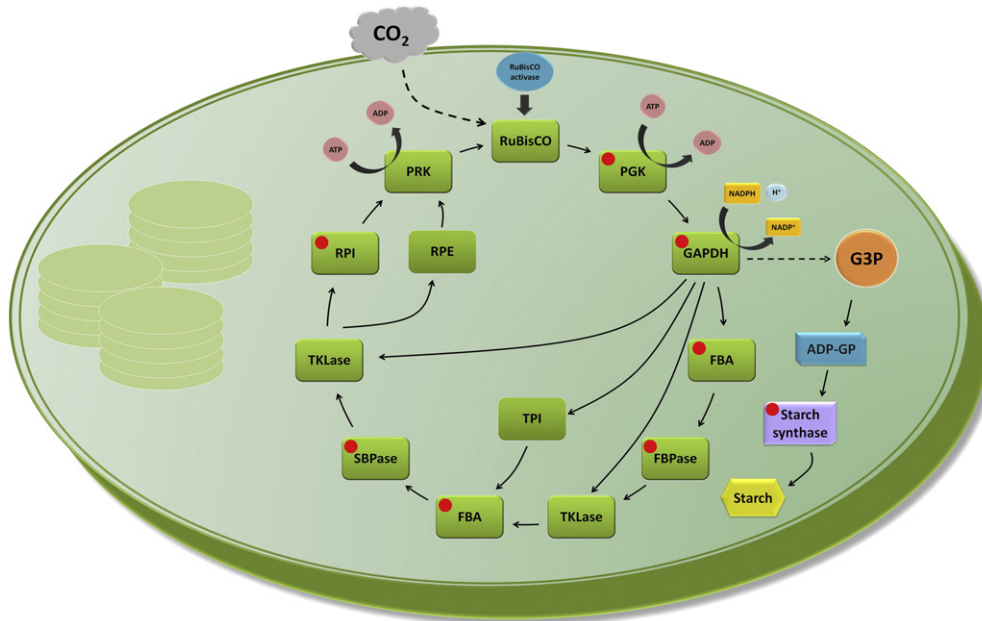 CO₂
RuBisCO
activase
ADP
ATP
PRK
RuBisCO
ATP
ADP
PGK
NADPH
H⁺
NADP⁺
GAPDH
G3P
RPI
RPE
TKLase
FBA
ADP-GP
TPI
Starch
synthase
SBPase
FBPase
Starch
FBA
TKLase